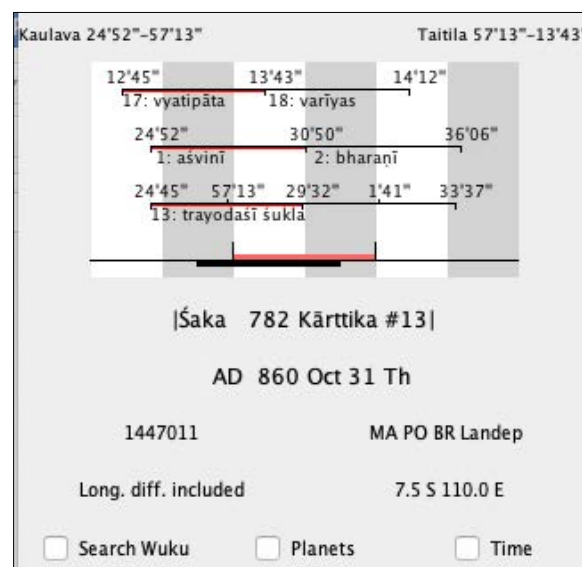 Kaulava 24'52"-57'13" Taitila 57'13"-13'43"
12'45" 13'43" 14'12"
17: vyatipāta 18: varīyas
24'52" 30'50" 36'06"
1: aśvinī 2: bharaṇī
24'45" 57'13" 29'32" 1'41" 33'37"
13: trayodaśī śukla
|Śaka 782 Kārttika #13|
AD 860 Oct 31 Th
1447011 MA PO BR Landep
Long. diff. included 7.5 S 110.0 E
Search Wuku Planets Time